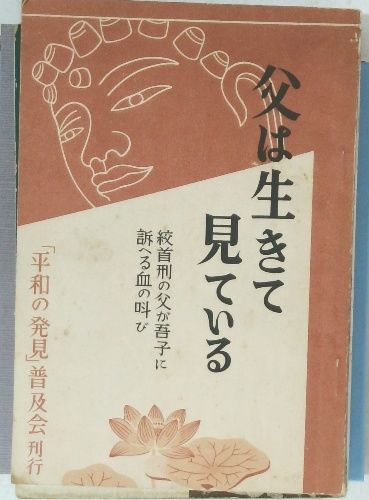 父は生きて
見ている
絞首刑の父が吾子に
訴へる血の叫び
「平和の発見」普及会 刊行